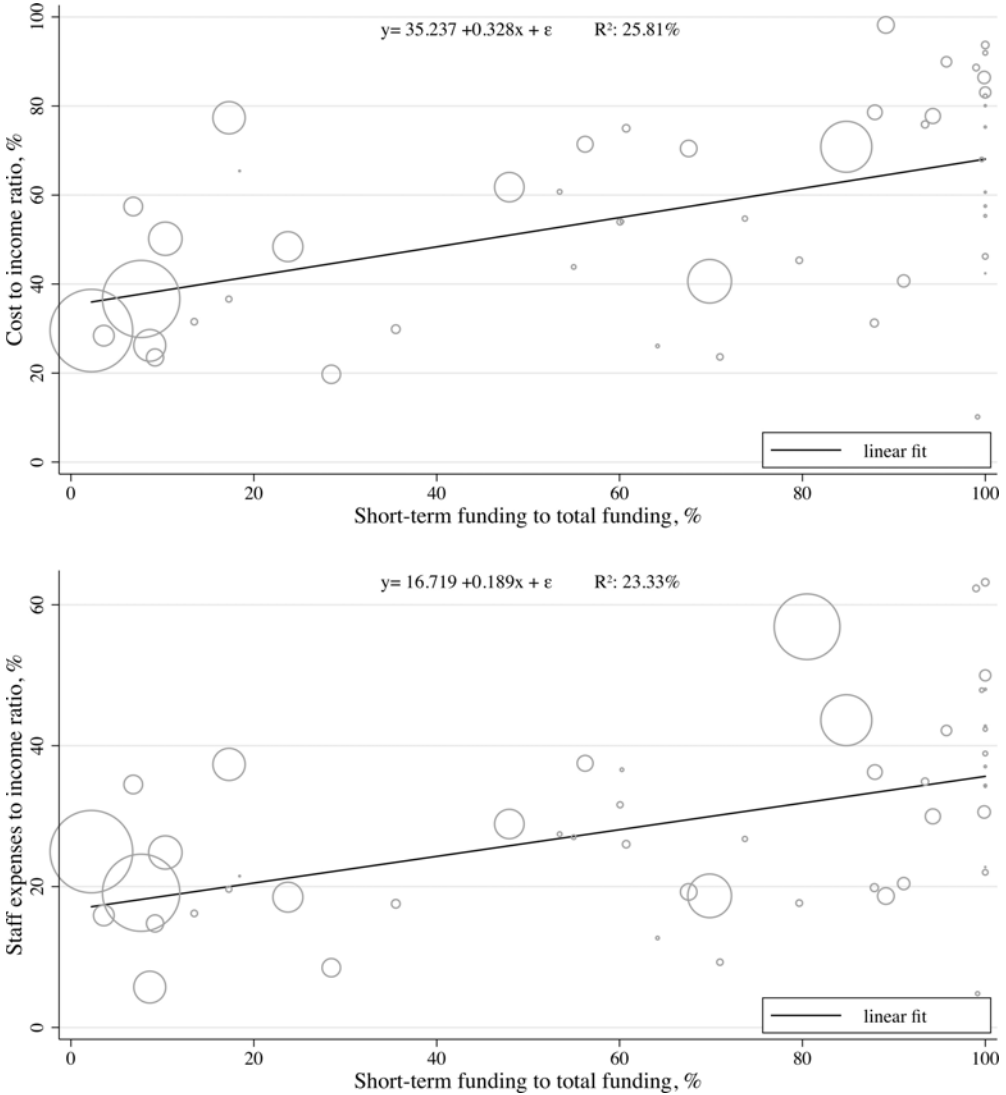 y= 35.237 +0.328x + ε R²: 25.81%
Cost to income ratio, %
100
80
60
40
20
0
linear fit
0 20 40 60 80 100
Short-term funding to total funding, %
y= 16.719 +0.189x + ε R²: 23.33%
Staff expenses to income ratio, %
60
40
20
0
linear fit
0 20 40 60 80 100
Short-term funding to total funding, %